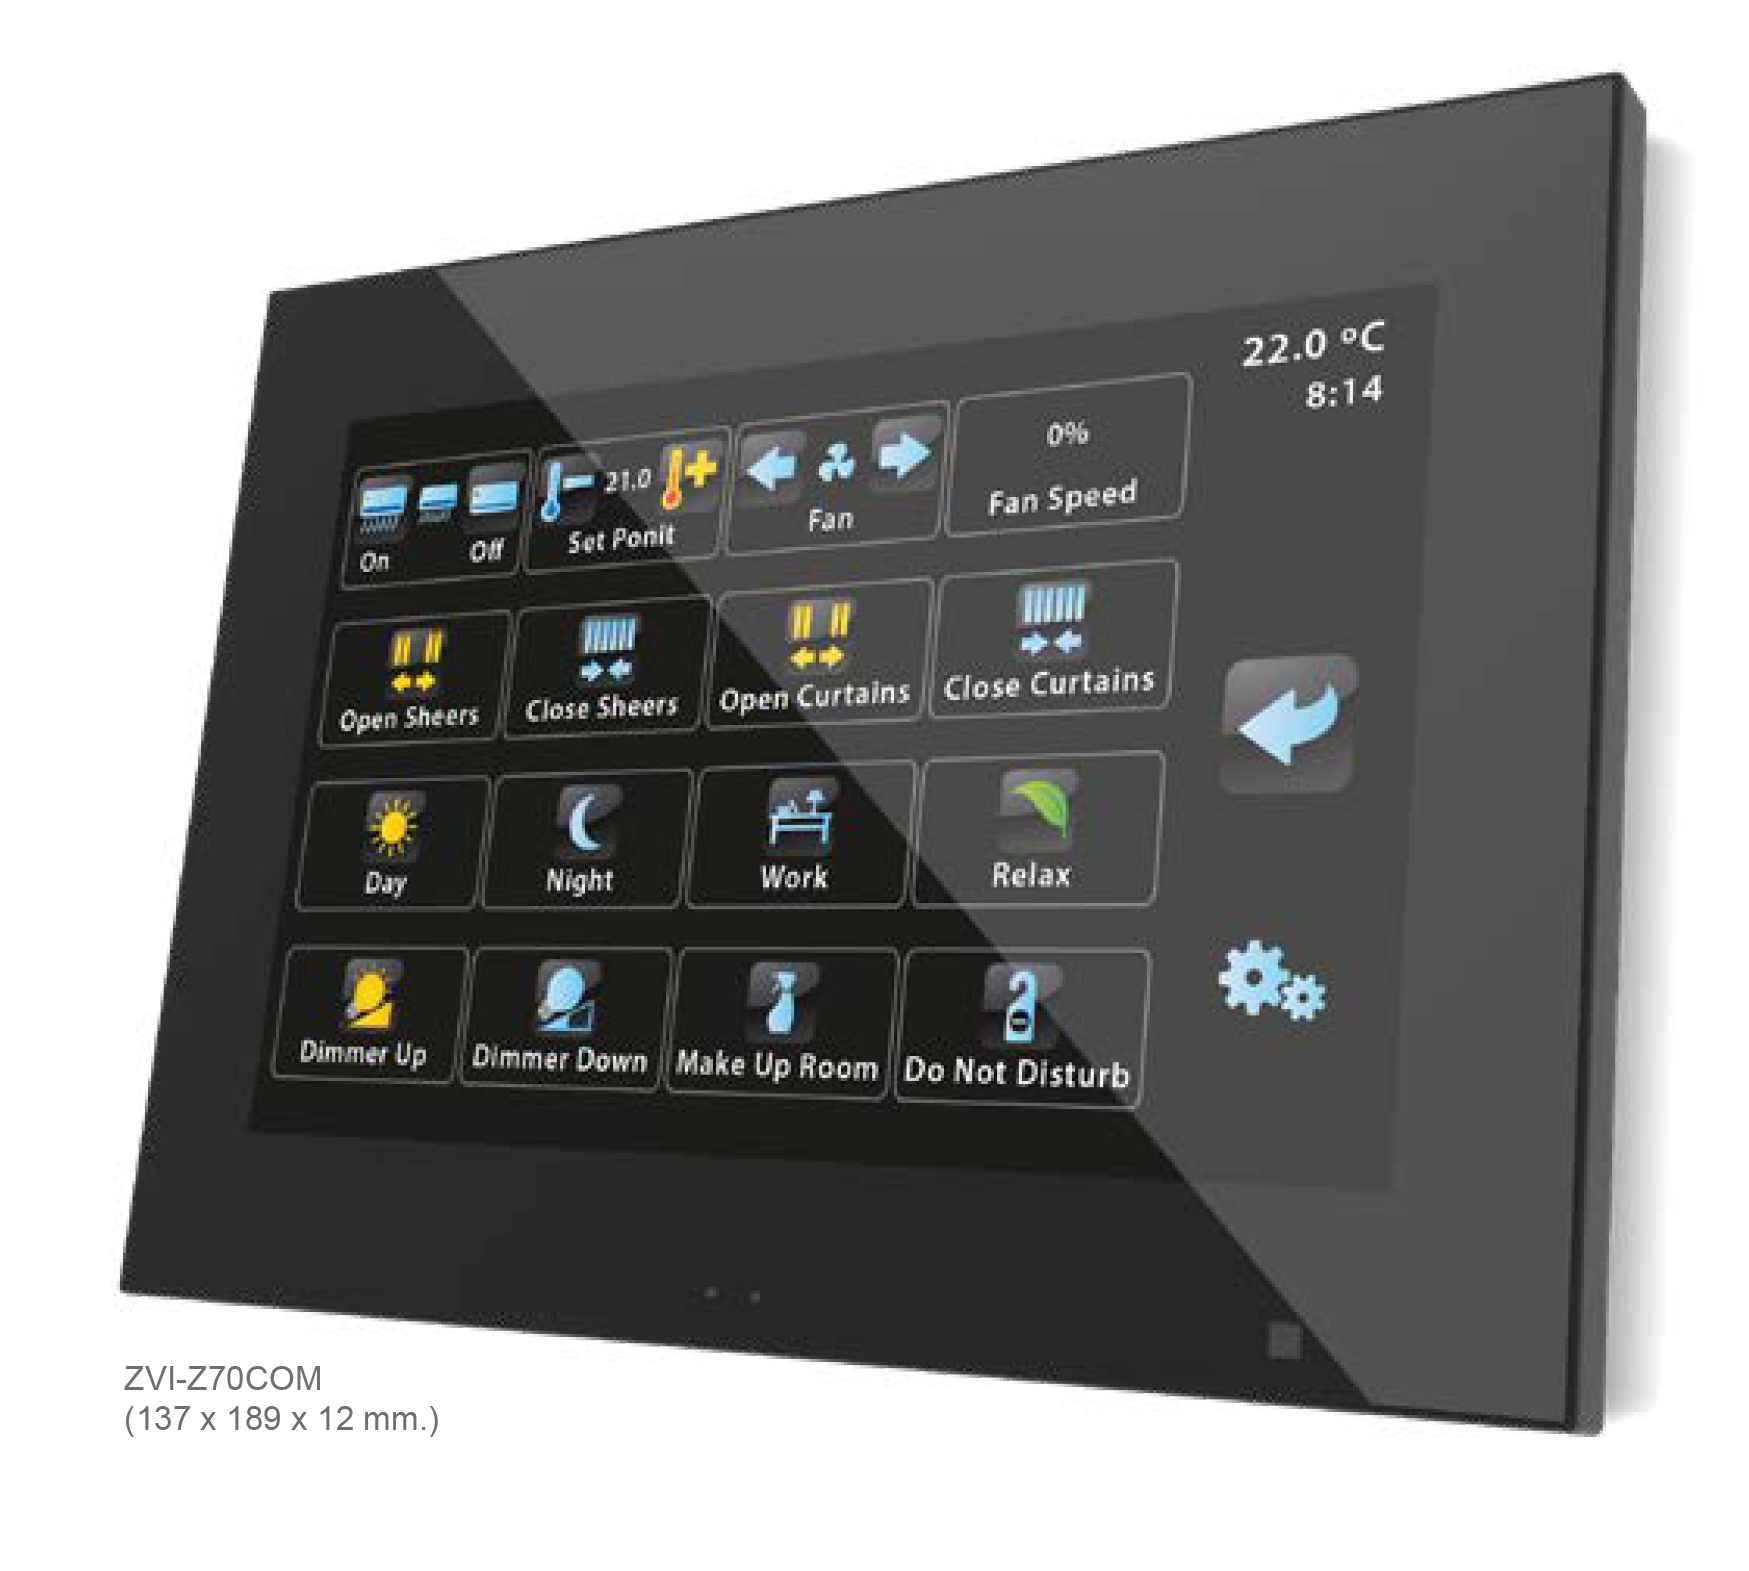 22.0 ºC
8:14
On
Off
21.0
Set Ponit
Fan
0%
Fan Speed
Open Sheers
Close Sheers
Open Curtains
Close Curtains
Day
Night
Work
Relax
Dimmer Up
Dimmer Down
Make Up Room
Do Not Disturb
ZVI-Z70COM
(137 x 189 x 12 mm.)